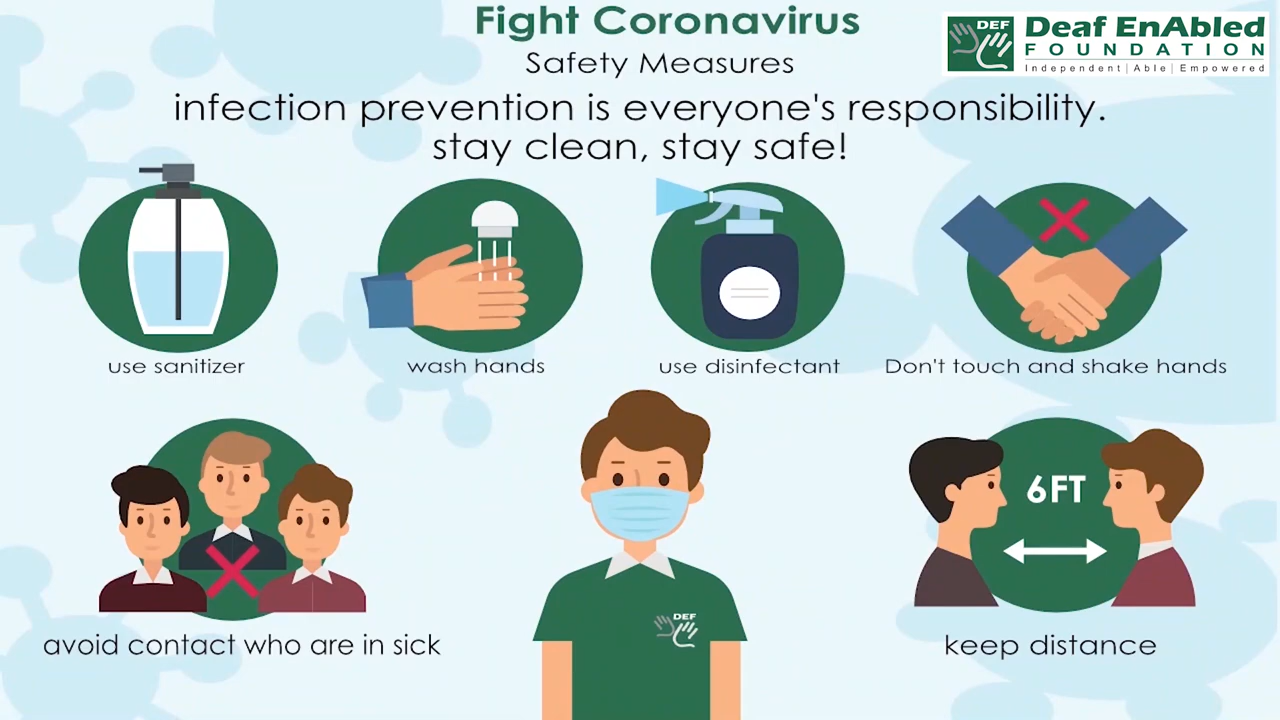 Fight Coronavirus
Safety Measures
DEF
Deaf EnAbled
FOUNDATION
Independent | Able | Empowered
infection prevention is everyone's responsibility.
stay clean, stay safe!
use sanitizer
wash hands
use disinfectant
Don't touch and shake hands
6FT
DEF
avoid contact who are in sick
keep distance